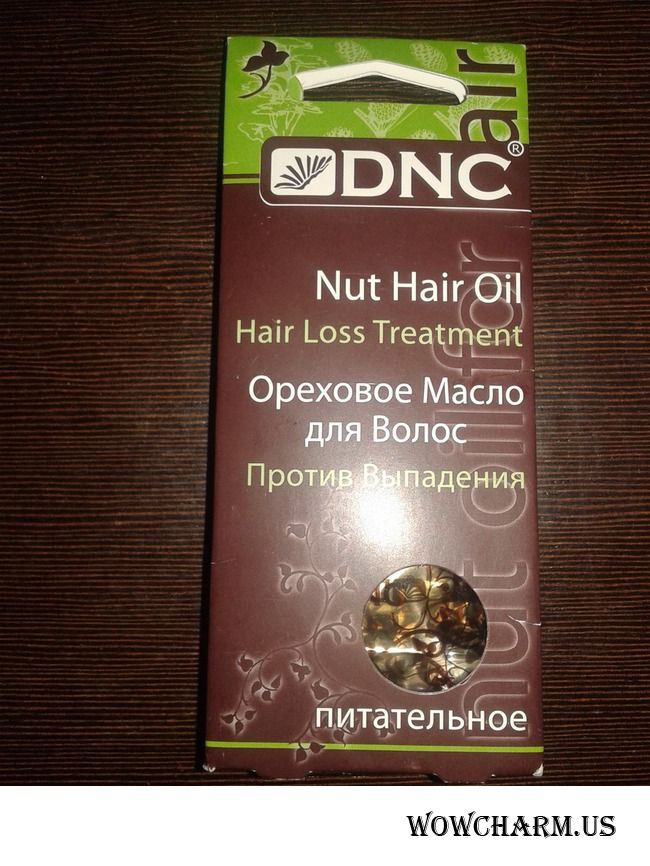 DNC®
Nut Hair Oil
Hair Loss Treatment
Ореховое Масло
для Волос
Против Выпадения
питательное
nut oil for hair
WOWCHARM.US